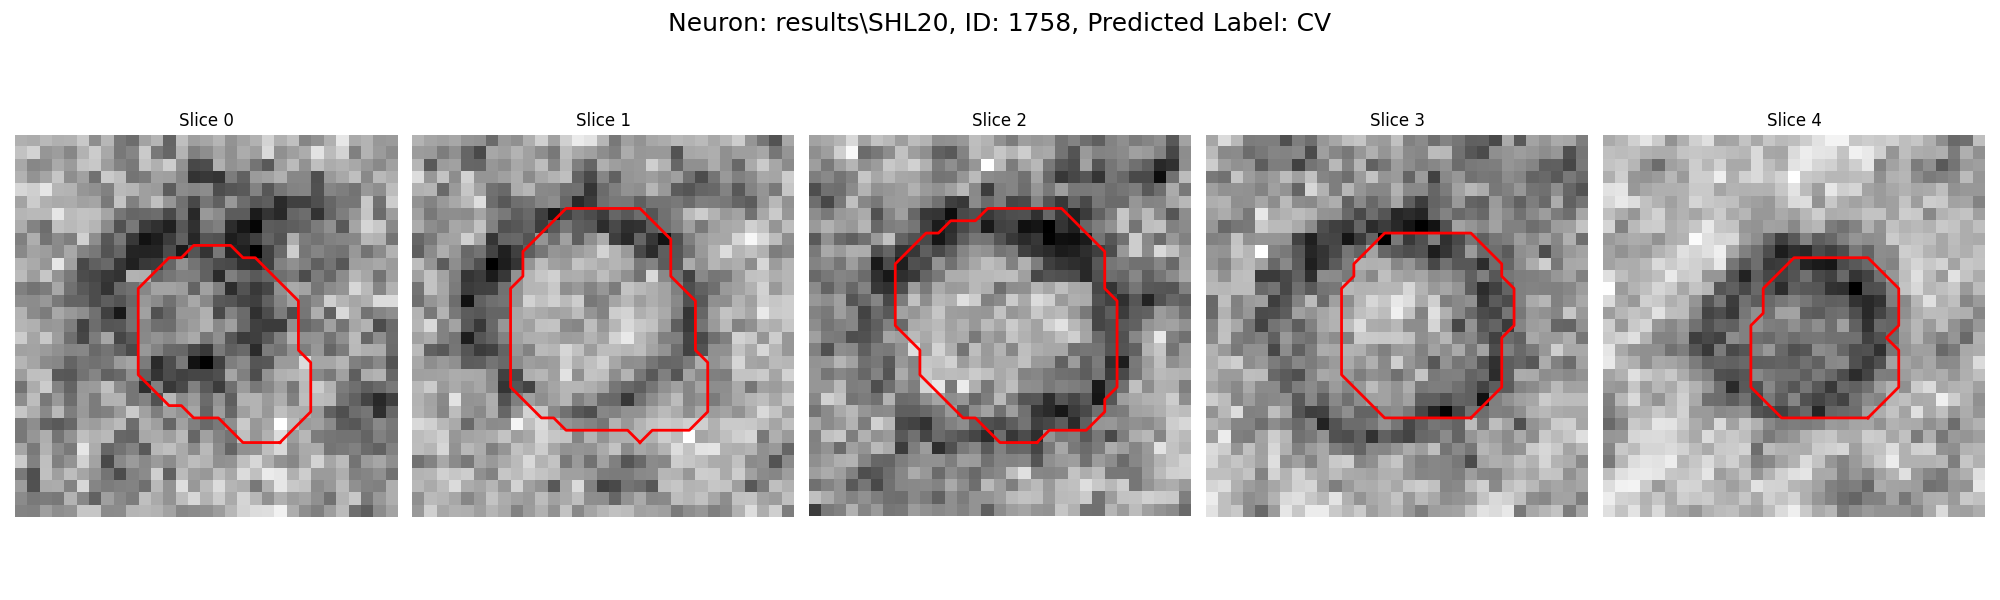 Neuron: results\SHL20, ID: 1758, Predicted Label: CV
Slice 0
Slice 1
Slice 2
Slice 3
Slice 4